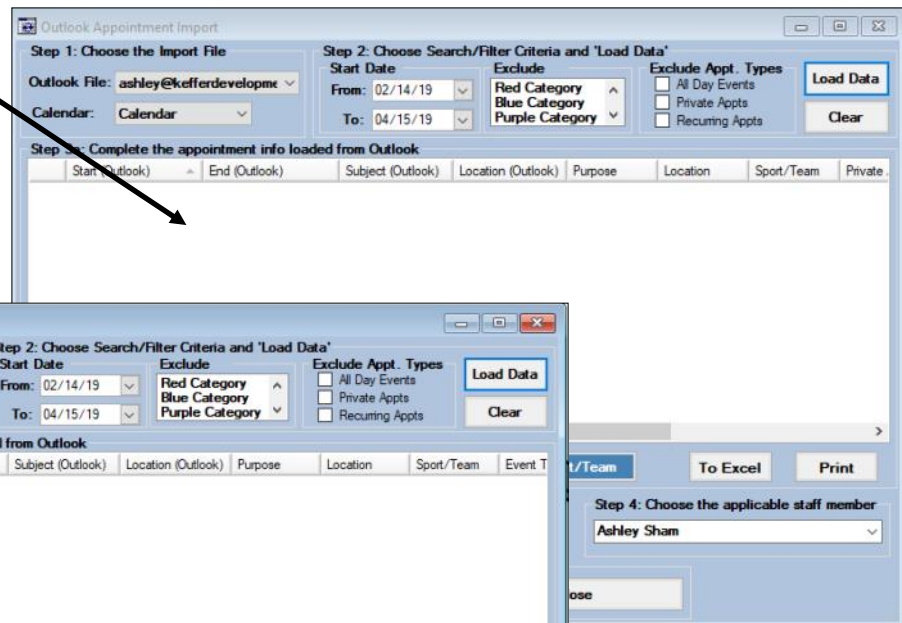 Outlook Appointment Import
Step 1: Choose the Import File
Outlook File: ashley@kefferdevelopme
Calendar: Calendar
Step 2: Choose Search/Filter Criteria and 'Load Data'
Start Date
From: 02/14/19
To: 04/15/19
Exclude
Red Category
Blue Category
Purple Category
Exclude Appt. Types
All Day Events
Private Appts
Recurring Appts
Load Data
Clear
Complete the appointment info loaded from Outlook
Start (Outlook) End (Outlook) Subject (Outlook) Location (Outlook) Purpose Location Sport/Team Private
tep 2: Choose Search/Filter Criteria and 'Load Data'
Start Date
From: 02/14/19
To: 04/15/19
Exclude
Red Category
Blue Category
Purple Category
Exclude Appt. Types
All Day Events
Private Appts
Recurring Appts
Load Data
Clear
from Outlook
Subject (Outlook) Location (Outlook) Purpose Location Sport/Team Event T
t/Team To Excel Print
Step 4: Choose the applicable staff member
Ashley Sham
ose